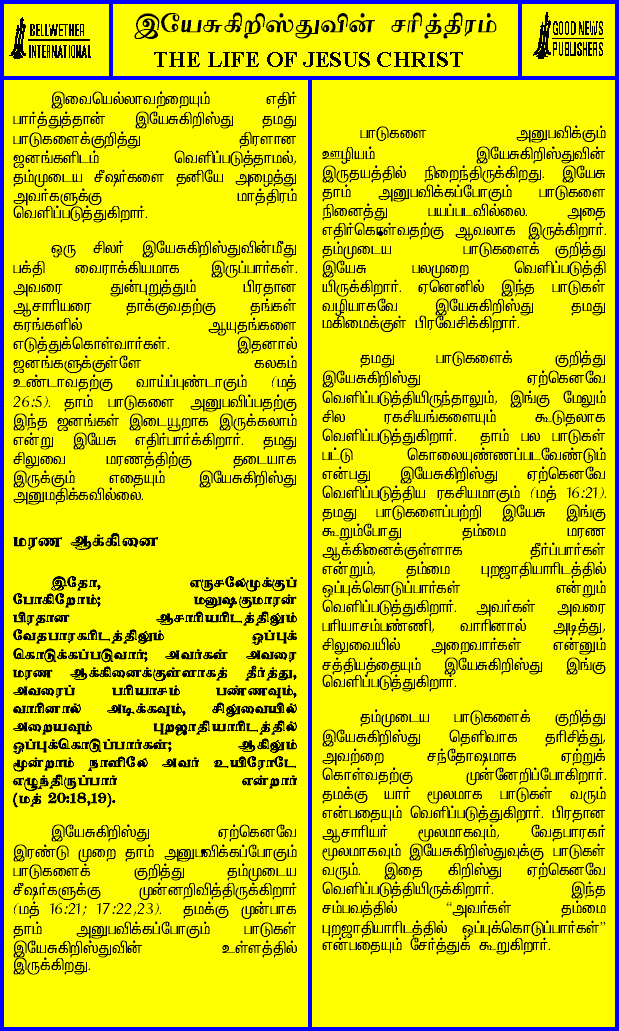 BELLWETHER
INTERNATIONAL
இயேசுகிறிஸ்துவின் சரித்திரம்
THE LIFE OF JESUS CHRIST
GOOD NEWS
PUBLISHERS
இவையெல்லாவற்றையும் எதிர்
பார்த்துத்தான் இயேசுகிறிஸ்து தமது
பாடுகளைக்குறித்து திரளான
ஜனங்களிடம் வெளிப்படுத்தாமல்,
தம்முடைய சீஷர்களை தனியே அழைத்து
அவர்களுக்கு மாத்திரம்
வெளிப்படுத்துகிறார்.
ஒரு சிலர் இயேசுகிறிஸ்துவின்மீது
பக்தி வைராக்கியமாக இருப்பார்கள்.
அவரை துன்புறுத்தும் பிரதான
ஆசாரியரை தாக்குவதற்கு தங்கள்
கரங்களில் ஆயுதங்களை
எடுத்துக்கொள்வார்கள். இதனால்
ஜனங்களுக்குள்ளே கலகம்
உண்டாவதற்கு வாய்ப்புண்டாகும் (மத்
26:5). தாம் பாடுகளை அனுபவிப்பதற்கு
இந்த ஜனங்கள் இடையூறாக இருக்கலாம்
என்று இயேசு எதிர்பார்க்கிறார். தமது
சிலுவை மரணத்திற்கு தடையாக
இருக்கும் எதையும் இயேசுகிறிஸ்து
அனுமதிக்கவில்லை.
மரண ஆக்கினை
இதோ, எருசலேமுக்குப்
போகிறோம்; மனுஷகுமாரன்
பிரதான ஆசாரியரிடத்திலும்
வேதபாரகரிடத்திலும் ஒப்புக்
கொடுக்கப்படுவார்; அவர்கள் அவரை
மரண ஆக்கினைக்குள்ளாகத் தீர்த்து,
அவரைப் பரியாசம் பண்ணவும்,
வாரினால் அடிக்கவும், சிலுவையில்
அறையவும் புறஜாதியாரிடத்தில்
ஒப்புக்கொடுப்பார்கள்; ஆகிலும்
மூன்றாம் நாளிலே அவர் உயிரோடே
எழுந்திருப்பார் என்றார்
(மத் 20:18,19).
இயேசுகிறிஸ்து ஏற்கெனவே
இரண்டு முறை தாம் அனுபவிக்கப்போகும்
பாடுகளைக் குறித்து தம்முடைய
சீஷர்களுக்கு முன்னறிவித்திருக்கிறார்
(மத் 16:21; 17:22,23). தமக்கு முன்பாக
தாம் அனுபவிக்கப்போகும் பாடுகள்
இயேசுகிறிஸ்துவின் உள்ளத்தில்
இருக்கிறது.
பாடுகளை அனுபவிக்கும்
ஊழியம் இயேசுகிறிஸ்துவின்
இருதயத்தில் நிறைந்திருக்கிறது. இயேசு
தாம் அனுபவிக்கப்போகும் பாடுகளை
நினைத்து பயப்படவில்லை. அதை
எதிர்கொள்வதற்கு ஆவலாக இருக்கிறார்.
தம்முடைய பாடுகளைக் குறித்து
இயேசு பலமுறை வெளிப்படுத்தி
யிருக்கிறார். ஏனெனில் இந்த பாடுகள்
வழியாகவே இயேசுகிறிஸ்து தமது
மகிமைக்குள் பிரவேசிக்கிறார்.
தமது பாடுகளைக் குறித்து
இயேசுகிறிஸ்து ஏற்கெனவே
வெளிப்படுத்தியிருந்தாலும், இங்கு மேலும்
சில ரகசியங்களையும் கூடுதலாக
வெளிப்படுத்துகிறார். தாம் பல பாடுகள்
பட்டு கொலையுண்ணப்படவேண்டும்
என்பது இயேசுகிறிஸ்து ஏற்கெனவே
வெளிப்படுத்திய ரகசியமாகும் (மத் 16:21).
தமது பாடுகளைப்பற்றி இயேசு இங்கு
கூறும்போது தம்மை மரண
ஆக்கினைக்குள்ளாக தீர்ப்பார்கள்
என்றும், தம்மை புறஜாதியாரிடத்தில்
ஒப்புக்கொடுப்பார்கள் என்றும்
வெளிப்படுத்துகிறார். அவர்கள் அவரை
பரியாசம்பண்ணி, வாரினால் அடித்து,
சிலுவையில் அறைவார்கள் என்னும்
சத்தியத்தையும் இயேசுகிறிஸ்து இங்கு
வெளிப்படுத்துகிறார்.
தம்முடைய பாடுகளைக் குறித்து
இயேசுகிறிஸ்து தெளிவாக தரிசித்து,
அவற்றை சந்தோஷமாக ஏற்றுக்
கொள்வதற்கு முன்னேறிப்போகிறார்.
தமக்கு யார் மூலமாக பாடுகள் வரும்
என்பதையும் வெளிப்படுத்துகிறார். பிரதான
ஆசாரியர் மூலமாகவும், வேதபாரகர்
மூலமாகவும் இயேசுகிறிஸ்துவுக்கு பாடுகள்
வரும். இதை கிறிஸ்து ஏற்கெனவே
வெளிப்படுத்தியிருக்கிறார். இந்த
சம்பவத்தில் “அவர்கள் தம்மை
புறஜாதியாரிடத்தில் ஒப்புக்கொடுப்பார்கள்”
என்பதையும் சேர்த்துக் கூறுகிறார்.